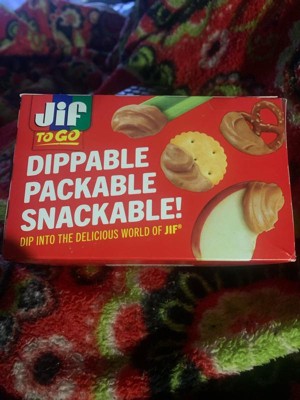 Jif
TO GO
DIPPABLE
PACKABLE
SNACKABLE!
DIP INTO THE DELICIOUS WORLD OF JIF®